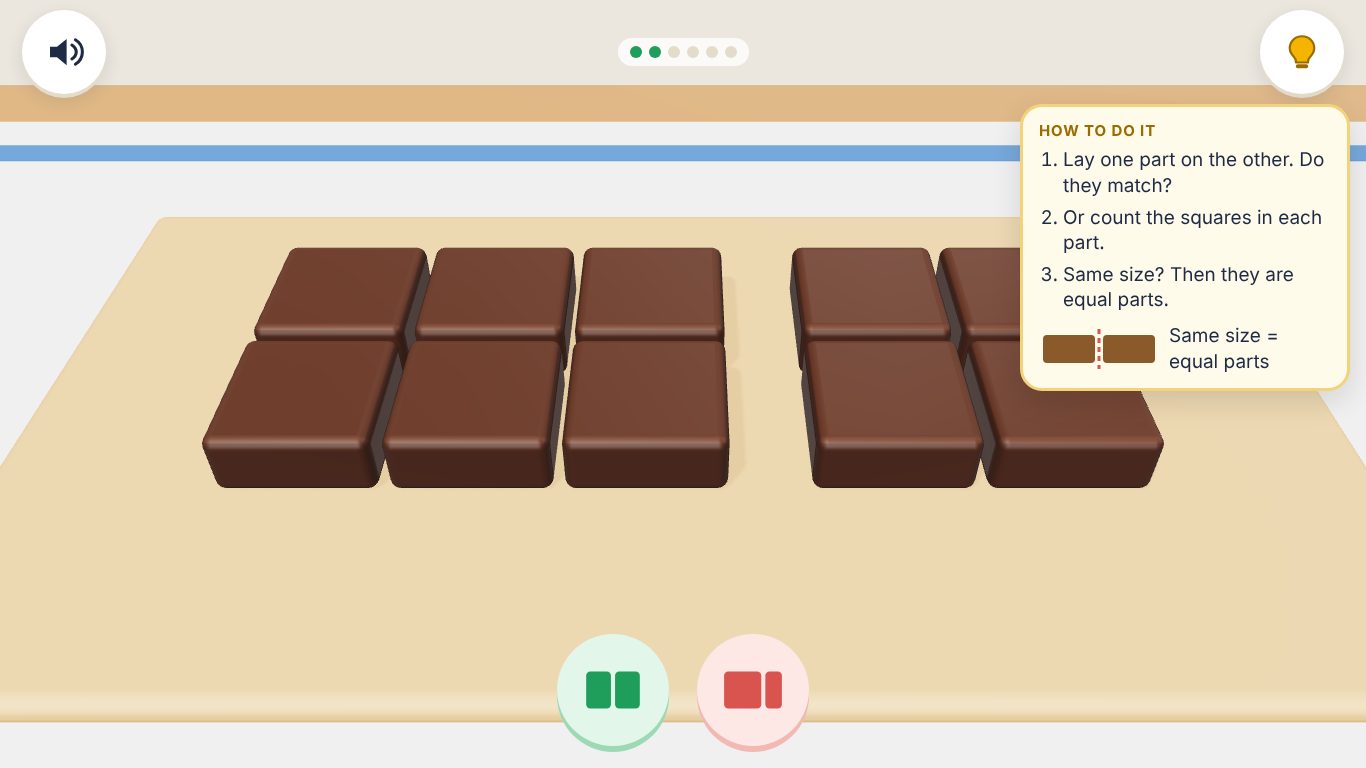 HOW TO DO IT
1. Lay one part on the other. Do
they match?
2. Or count the squares in each
part.
3. Same size? Then they are
equal parts.
Same size =
equal parts